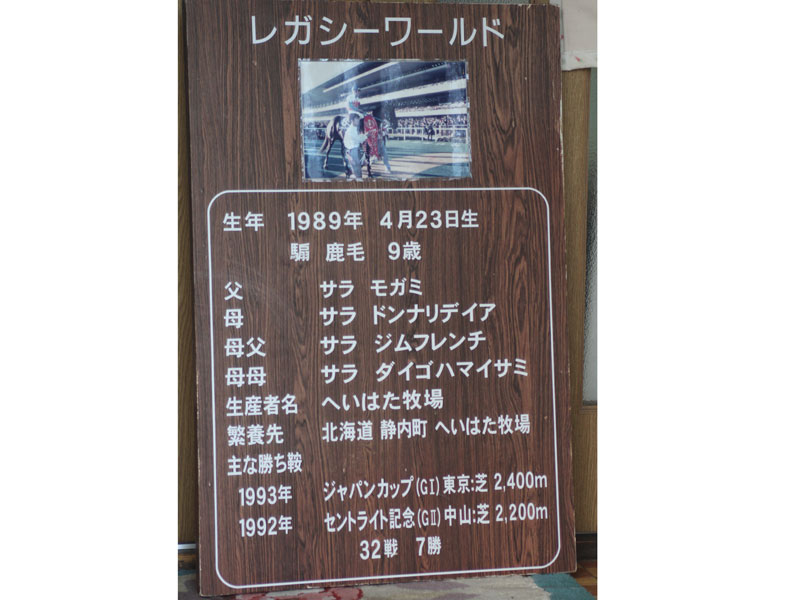 レガシーワールド
生年 1989年 4月23日生
騸 鹿毛 9歳
父 サラ モガミ
母 サラ ドンナリデイア
母父 サラ ジムフレンチ
母母 サラ ダイゴハマイサミ
生産者名 へいはた牧場
繁養先 北海道 静内町 へいはた牧場
主な勝ち鞍
1993年 ジャパンカップ(GⅠ)東京:芝 2,400m
1992年 セントライト記念(GⅡ)中山:芝 2,200m
32戦 7勝